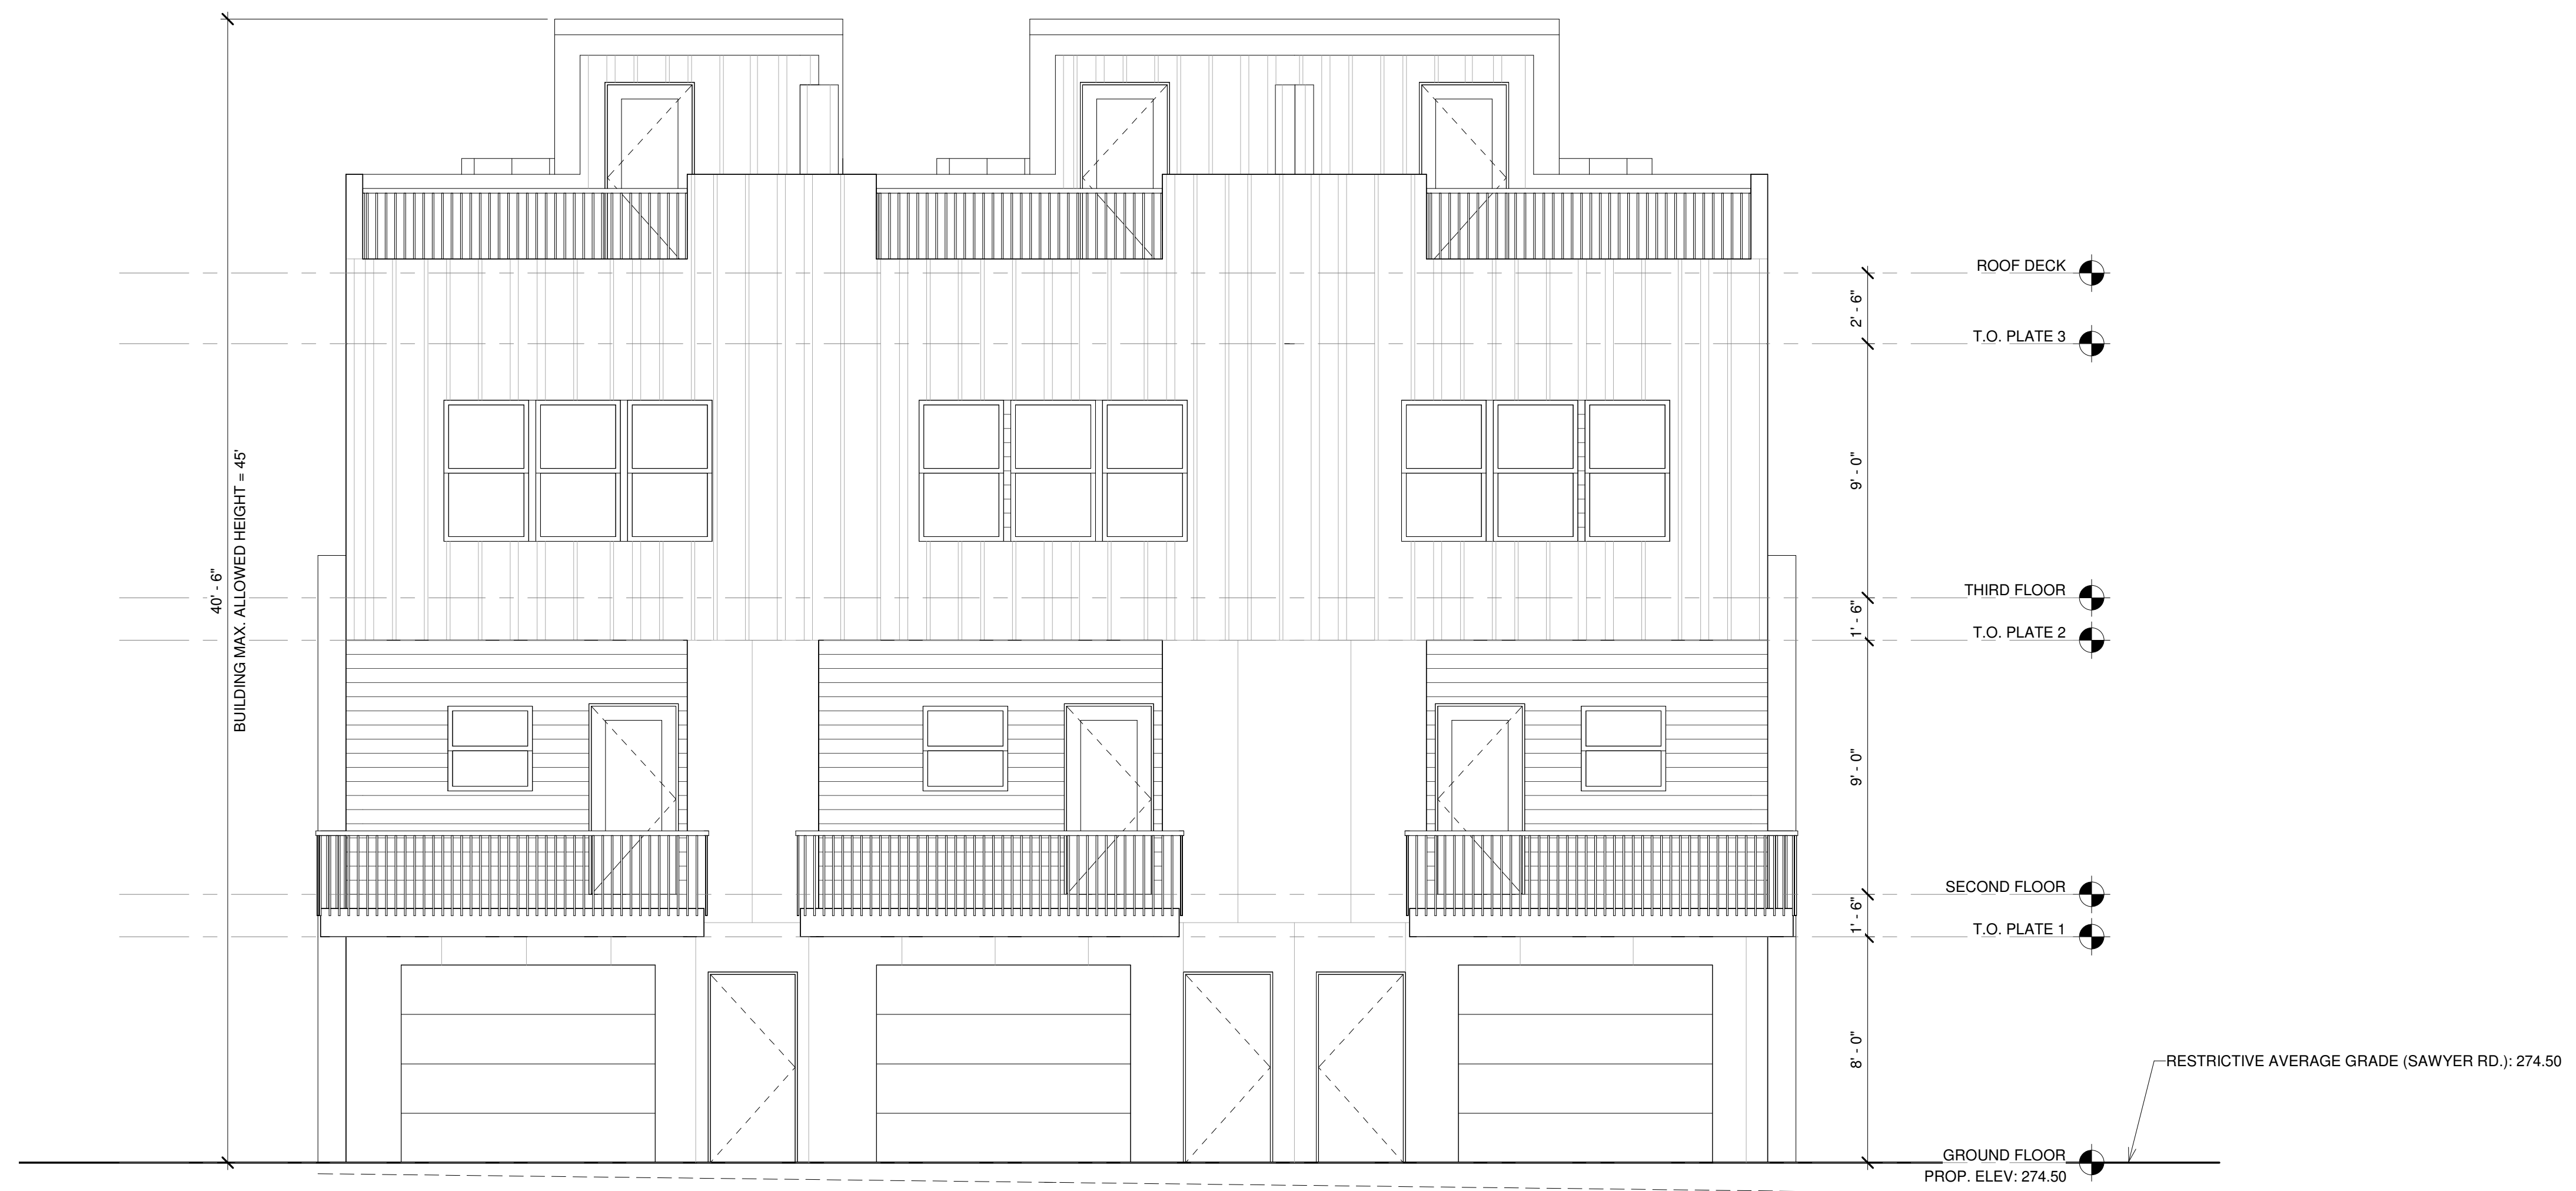 ROOF DECK
2' - 6"
T.O. PLATE 3
9' - 0"
40' - 6"
BUILDING MAX. ALLOWED HEIGHT = 45'
THIRD FLOOR
1' - 6"
T.O. PLATE 2
9' - 0"
SECOND FLOOR
1' - 6"
T.O. PLATE 1
8' - 0"
RESTRICTIVE AVERAGE GRADE (SAWYER RD.): 274.50
GROUND FLOOR
PROP. ELEV: 274.50